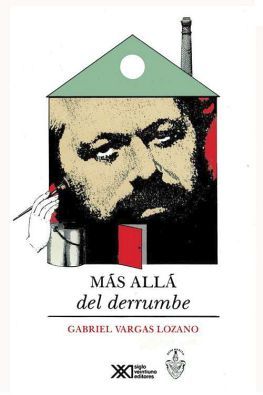 MÁS ALLÁ
del derrumbe
GABRIEL VARGAS LOZANO
siglo
veintiuno
editores